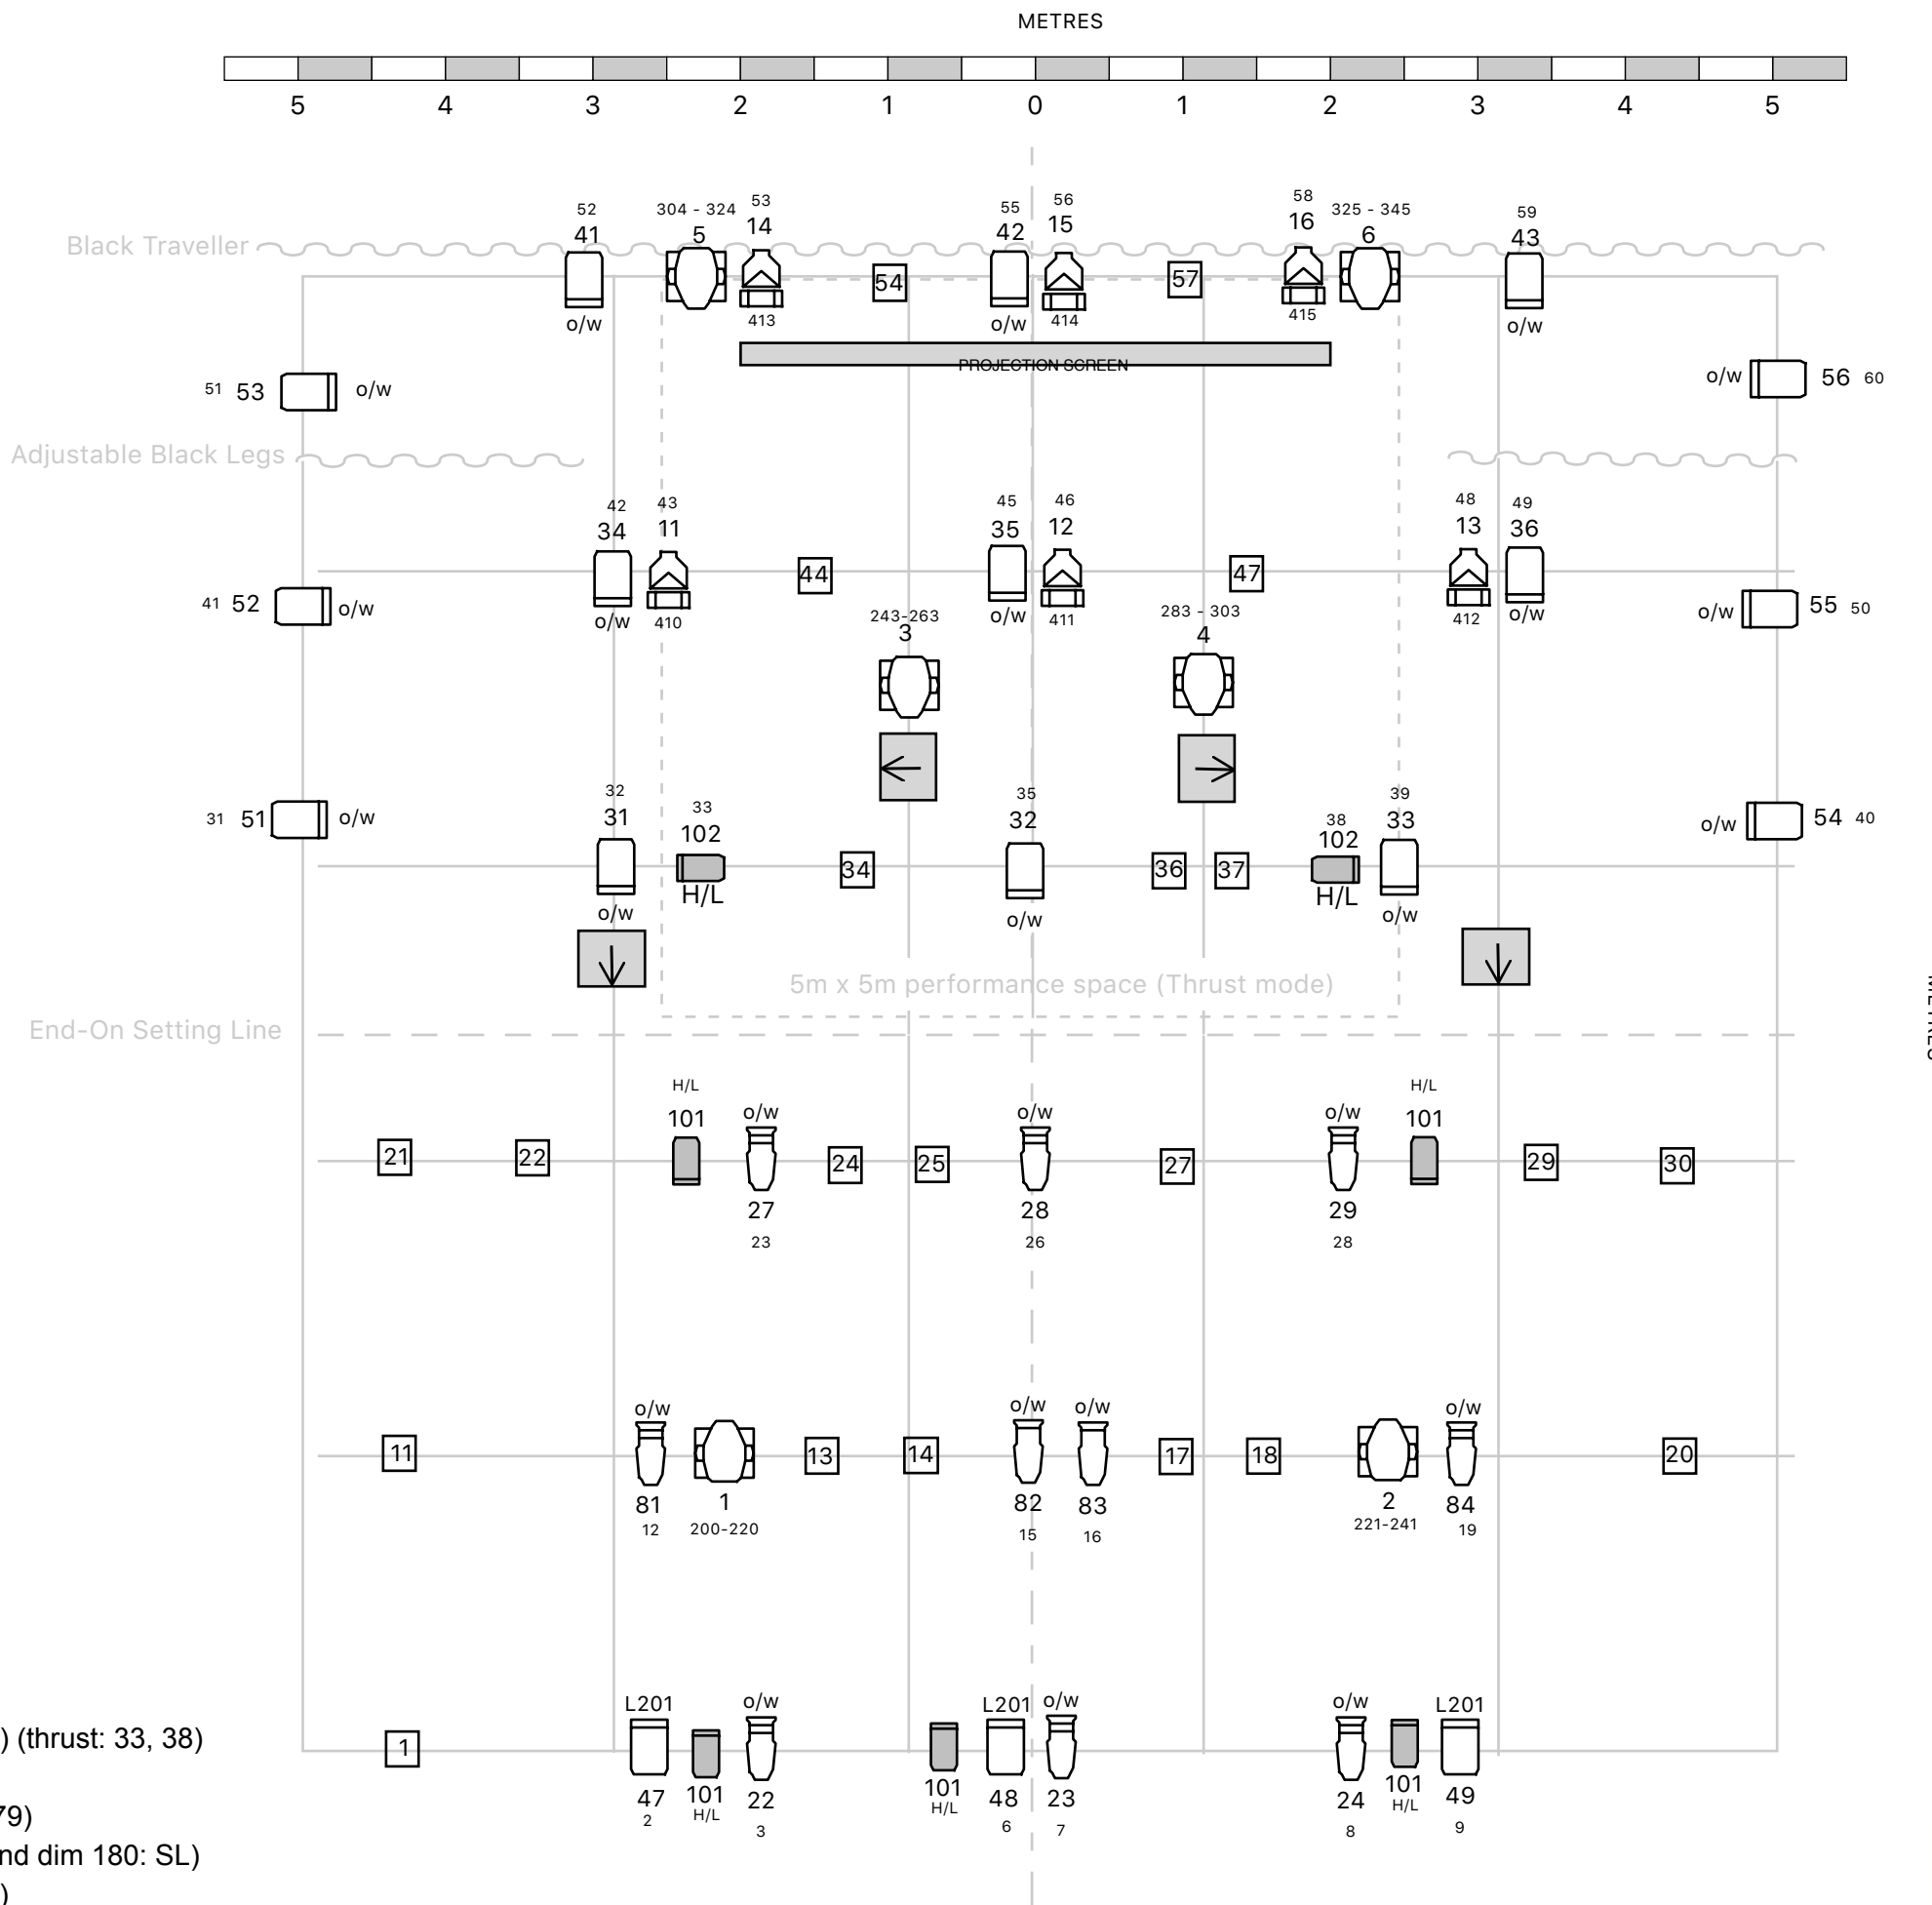 METRES
5 4 3 2 1 0 1 2 3 4 5
52 304 - 324 53 55 56 58 325 - 345 59
41 5 14 42 15 16 6 43
Black Traveller
54 57
o/w 413 o/w 414 415 o/w
PROJECTION SCREEN
51 53 o/w o/w 56 60
Adjustable Black Legs
42 43 45 46 48 49
34 11 35 12 13 36
44 47
41 52 o/w o/w 55 50
o/w 410 o/w 411 412 o/w
243-263 283 - 303
3 4
32 33 35 38 39
31 102 32 102 33
31 51 o/w o/w 54 40
34 36 37
H/L H/L
o/w o/w o/w
5m x 5m performance space (Thrust mode)
End-On Setting Line
METRES
H/L H/L
101 o/w o/w o/w 101
21 22 24 25 27 29 30
27 28 29
23 26 28
o/w o/w o/w o/w
11 13 14 17 18 20
81 1 82 83 2 84
12 200-220 15 16 221-241 19
L201 o/w L201 o/w o/w L201
) (thrust: 33, 38)
1
47 101 22 101 48 23 24 101 49
2 H/L 3 H/L 6 7 8 H/L 9
79)
nd dim 180: SL)
)